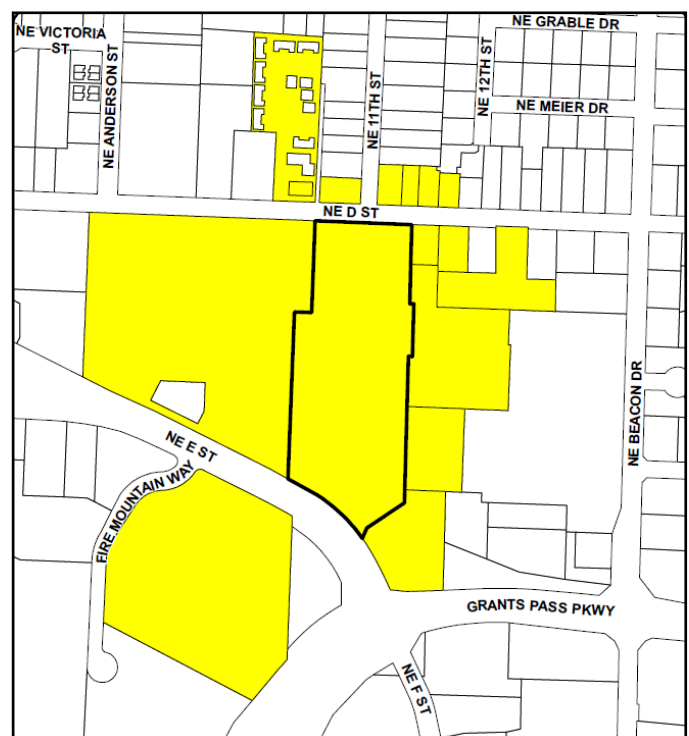 NE GRABLE DR
NE VICTORIA
ST
NE ANDERSON ST
NE 11TH ST
NE 12TH ST
NE MEIER DR
NE D ST
NE BEACON DR
NE E ST
FIRE MOUNTAIN WAY
GRANTS PASS PKWY
NE F ST